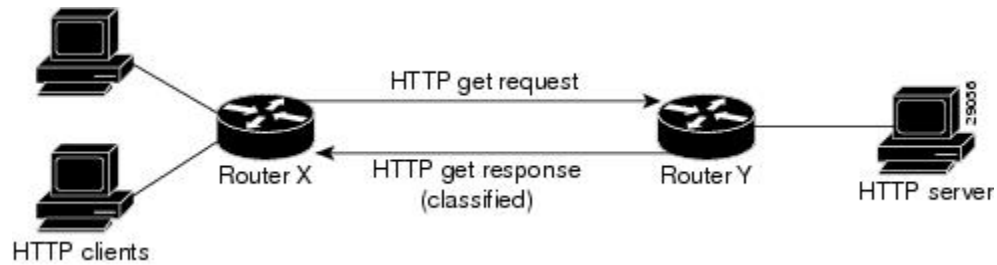 HTTP get request
29056
Router X
HTTP get response
(classified)
Router Y
HTTP server
HTTP clients